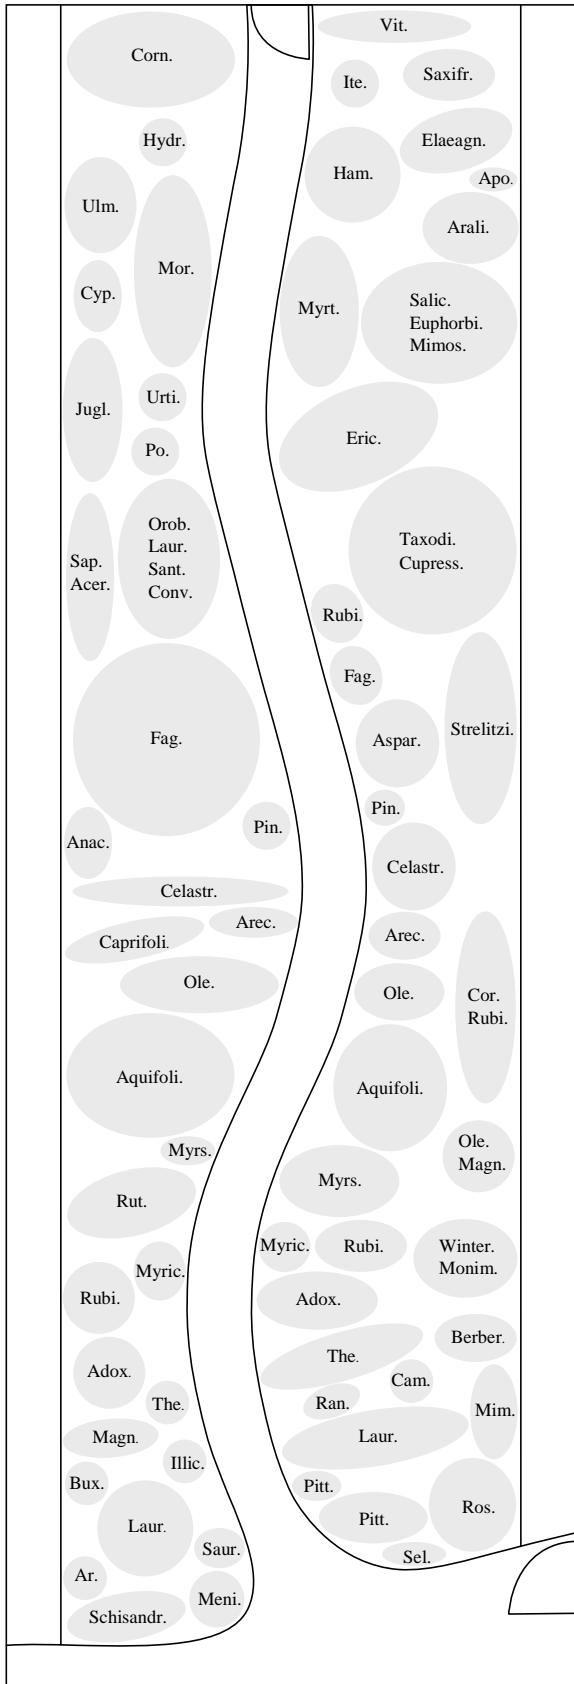 Corn.
Hydr.
Ulm.
Mor.
Cyp.
Jugl.
Urti.
Po.
Orob.
Laur.
Sant.
Conv.
Sap.
Acer.
Fag.
Pin.
Anac.
Celastr.
Arec.
Caprifoli.
Ole.
Aquifoli.
Myrs.
Rut.
Myric.
Rubi.
Adox.
The.
Magn.
Illic.
Bux.
Laur.
Saur.
Ar.
Meni.
Schisandr.
Vit.
Ite.
Saxifr.
Elaeagn.
Ham.
Apo.
Arali.
Myrt.
Salic.
Euphorbi.
Mimos.
Eric.
Taxodi.
Cupress.
Rubi.
Fag.
Strelitzi.
Aspar.
Pin.
Celastr.
Arec.
Ole.
Cor.
Rubi.
Aquifoli.
Ole.
Magn.
Myrs.
Myric.
Rubi.
Winter.
Monim.
Adox.
Berber.
The.
Cam.
Ran.
Mim.
Laur.
Pitt.
Pitt.
Ros.
Sel.